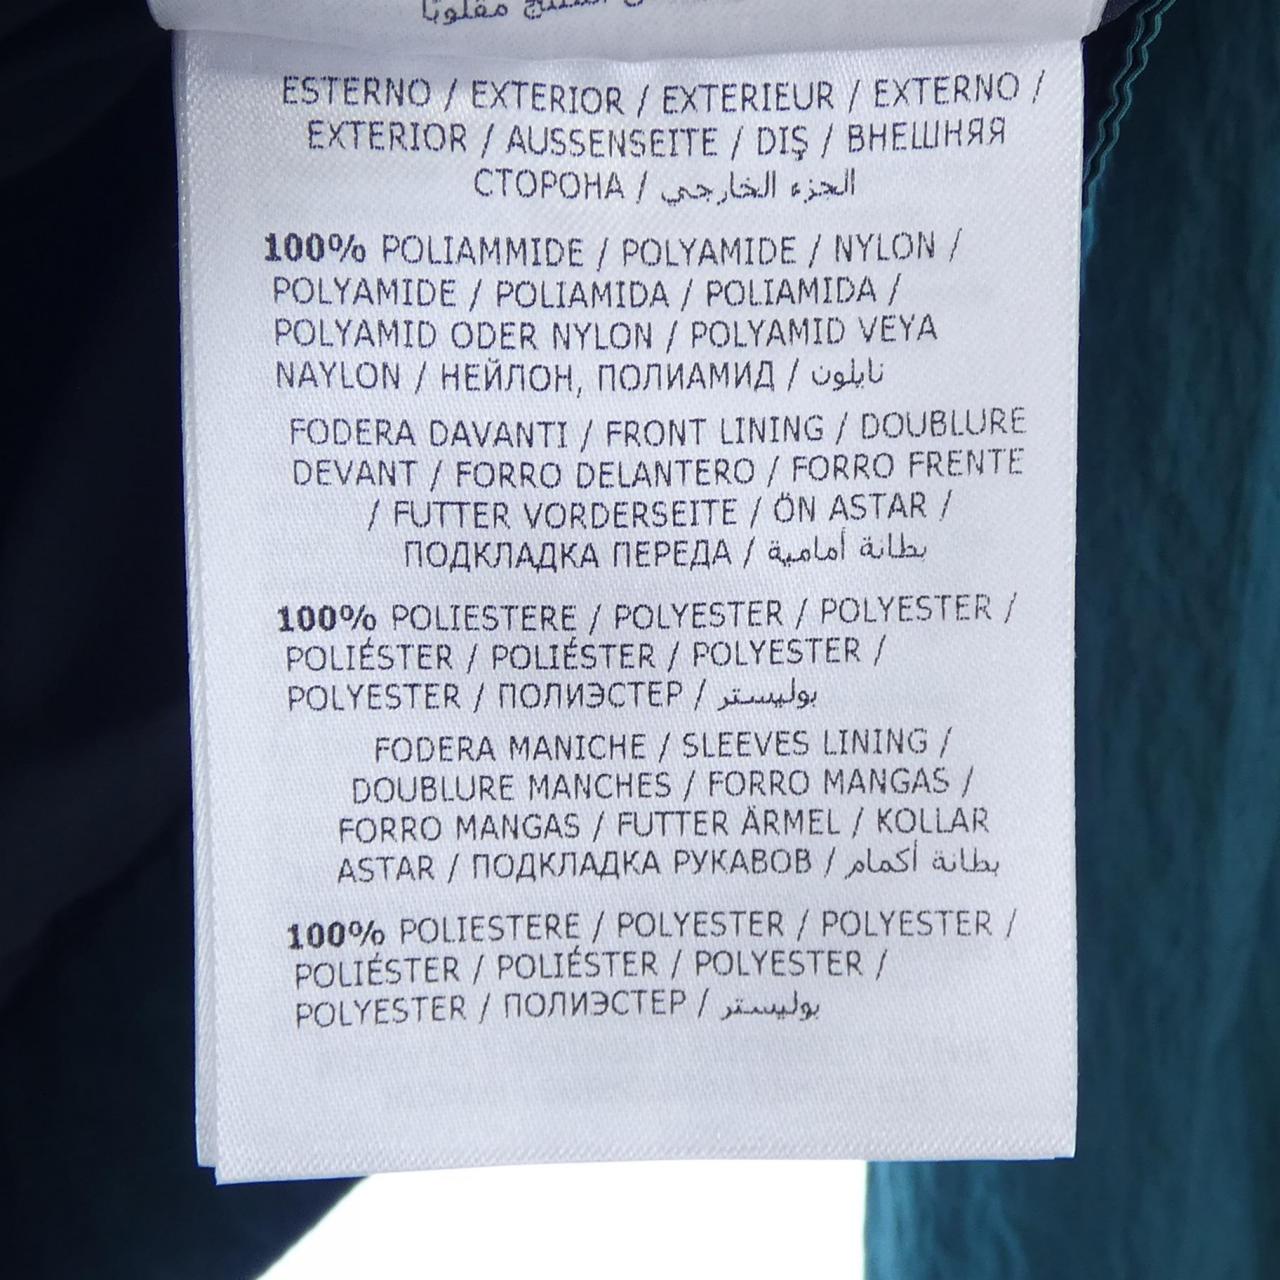 مقلوبًا
ESTERNO / EXTERIOR / EXTERIEUR / EXTERNO /
EXTERIOR / AUSSENSEITE / DIŞ / ВНЕШНЯЯ
СТОРОНА / الجزء الخارجي
100% POLIAMMIDE / POLYAMIDE / NYLON /
POLYAMIDE / POLIAMIDA / POLIAMIDA /
POLYAMID ODER NYLON / POLYAMID VEYA
NAYLON / НЕЙЛОН, ПОЛИАМИД / نايلون
FODERA DAVANTI / FRONT LINING / DOUBLURE
DEVANT / FORRO DELANTERO / FORRO FRENTE
/ FUTTER VORDERSEITE / ÖN ASTAR /
ПОДКЛАДКА ПЕРЕДА / بطانة أمامية
100% POLIESTERE / POLYESTER / POLYESTER /
POLIÉSTER / POLIÉSTER / POLYESTER /
POLYESTER / ПОЛИЭСТЕР / بوليستر
FODERA MANICHE / SLEEVES LINING /
DOUBLURE MANCHES / FORRO MANGAS /
FORRO MANGAS / FUTTER ÄRMEL / KOLLAR
ASTAR / ПОДКЛАДКА РУКАВОВ / بطانة أكمام
100% POLIESTERE / POLYESTER / POLYESTER /
POLIÉSTER / POLIÉSTER / POLYESTER /
POLYESTER / ПОЛИЭСТЕР / بوليستر